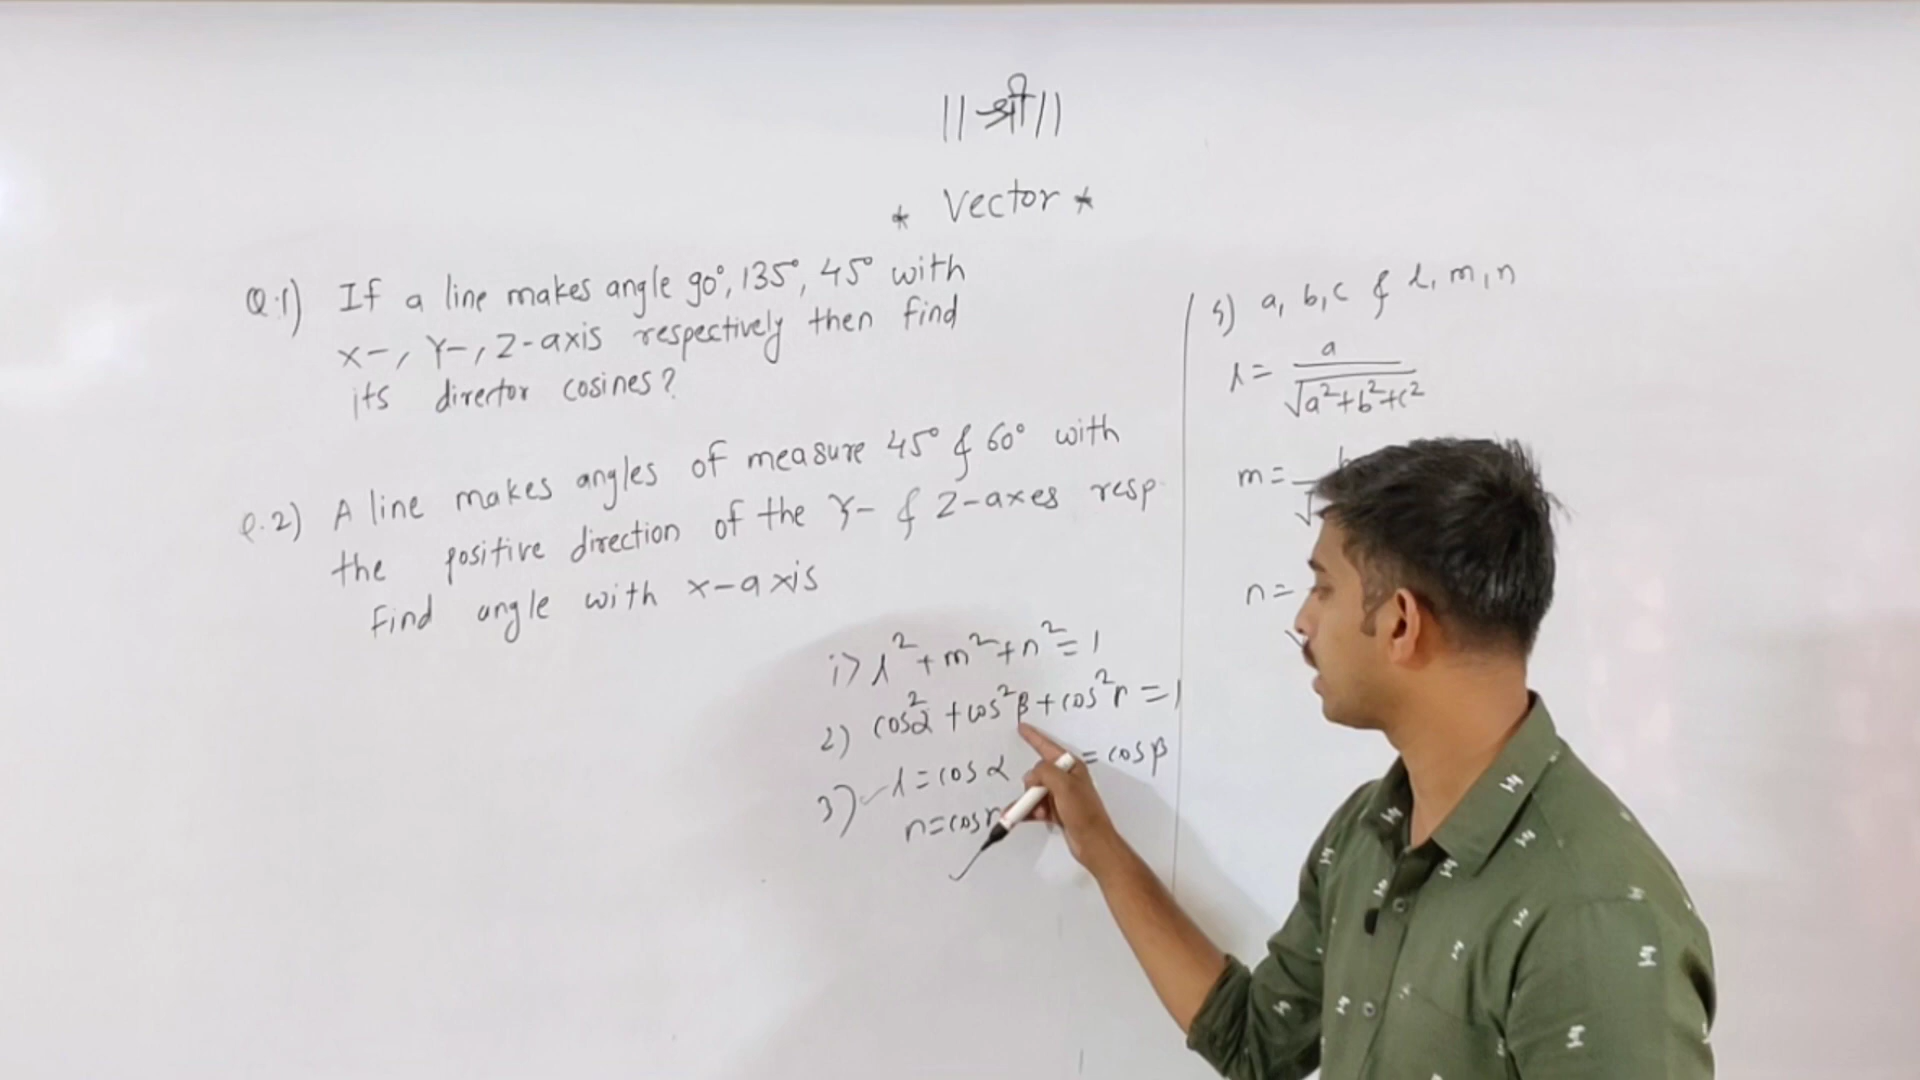 ||श्री||
* Vector *
Q.1) If a line makes angle 90°, 135°, 45° with
X-, Y-, Z-axis respectively then find
its director cosines?
Q.2) A line makes angles of measure 45° & 60° with
the positive direction of the Y- & Z-axes resp.
Find angle with x-axis
i) l² + m² + n² = 1
2) cos²α + cos²β + cos²r = 1
3) l = cos α = cos β
n = cos r
4) a, b, c & l, m, n
l = a / √a²+b²+c²
m =
n =